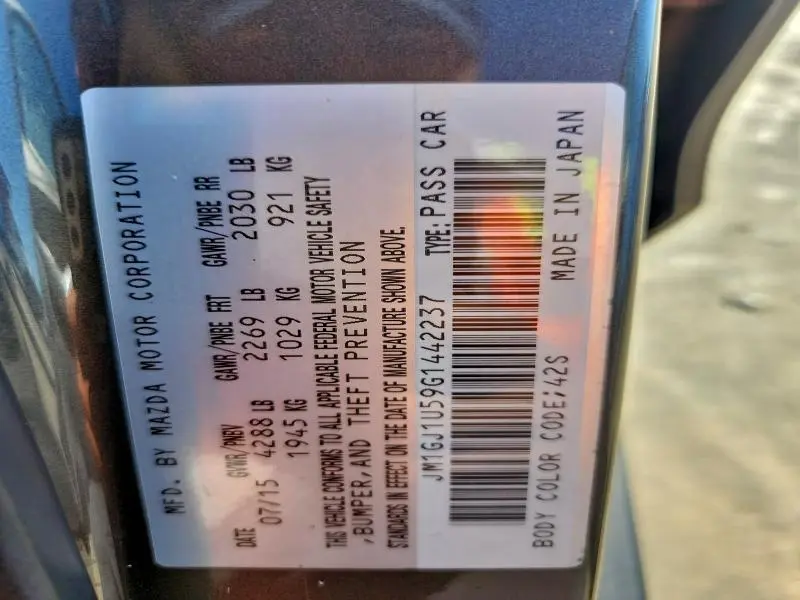 MFD. BY MAZDA MOTOR CORPORATION
DATE GVWR/PNBV GAWR/PNBE FRT GAWR/PNBE RR
07/15 4288 LB 2269 LB 2030 LB
1945 KG 1029 KG 921 KG
THIS VEHICLE CONFORMS TO ALL APPLICABLE FEDERAL MOTOR VEHICLE SAFETY
,BUMPER,AND THEFT PREVENTION
STANDARDS IN EFFECT ON THE DATE OF MANUFACTURE SHOWN ABOVE.
JM1GJ1U59G1442237 TYPE: PASS CAR
BODY COLOR CODE;42S MADE IN JAPAN